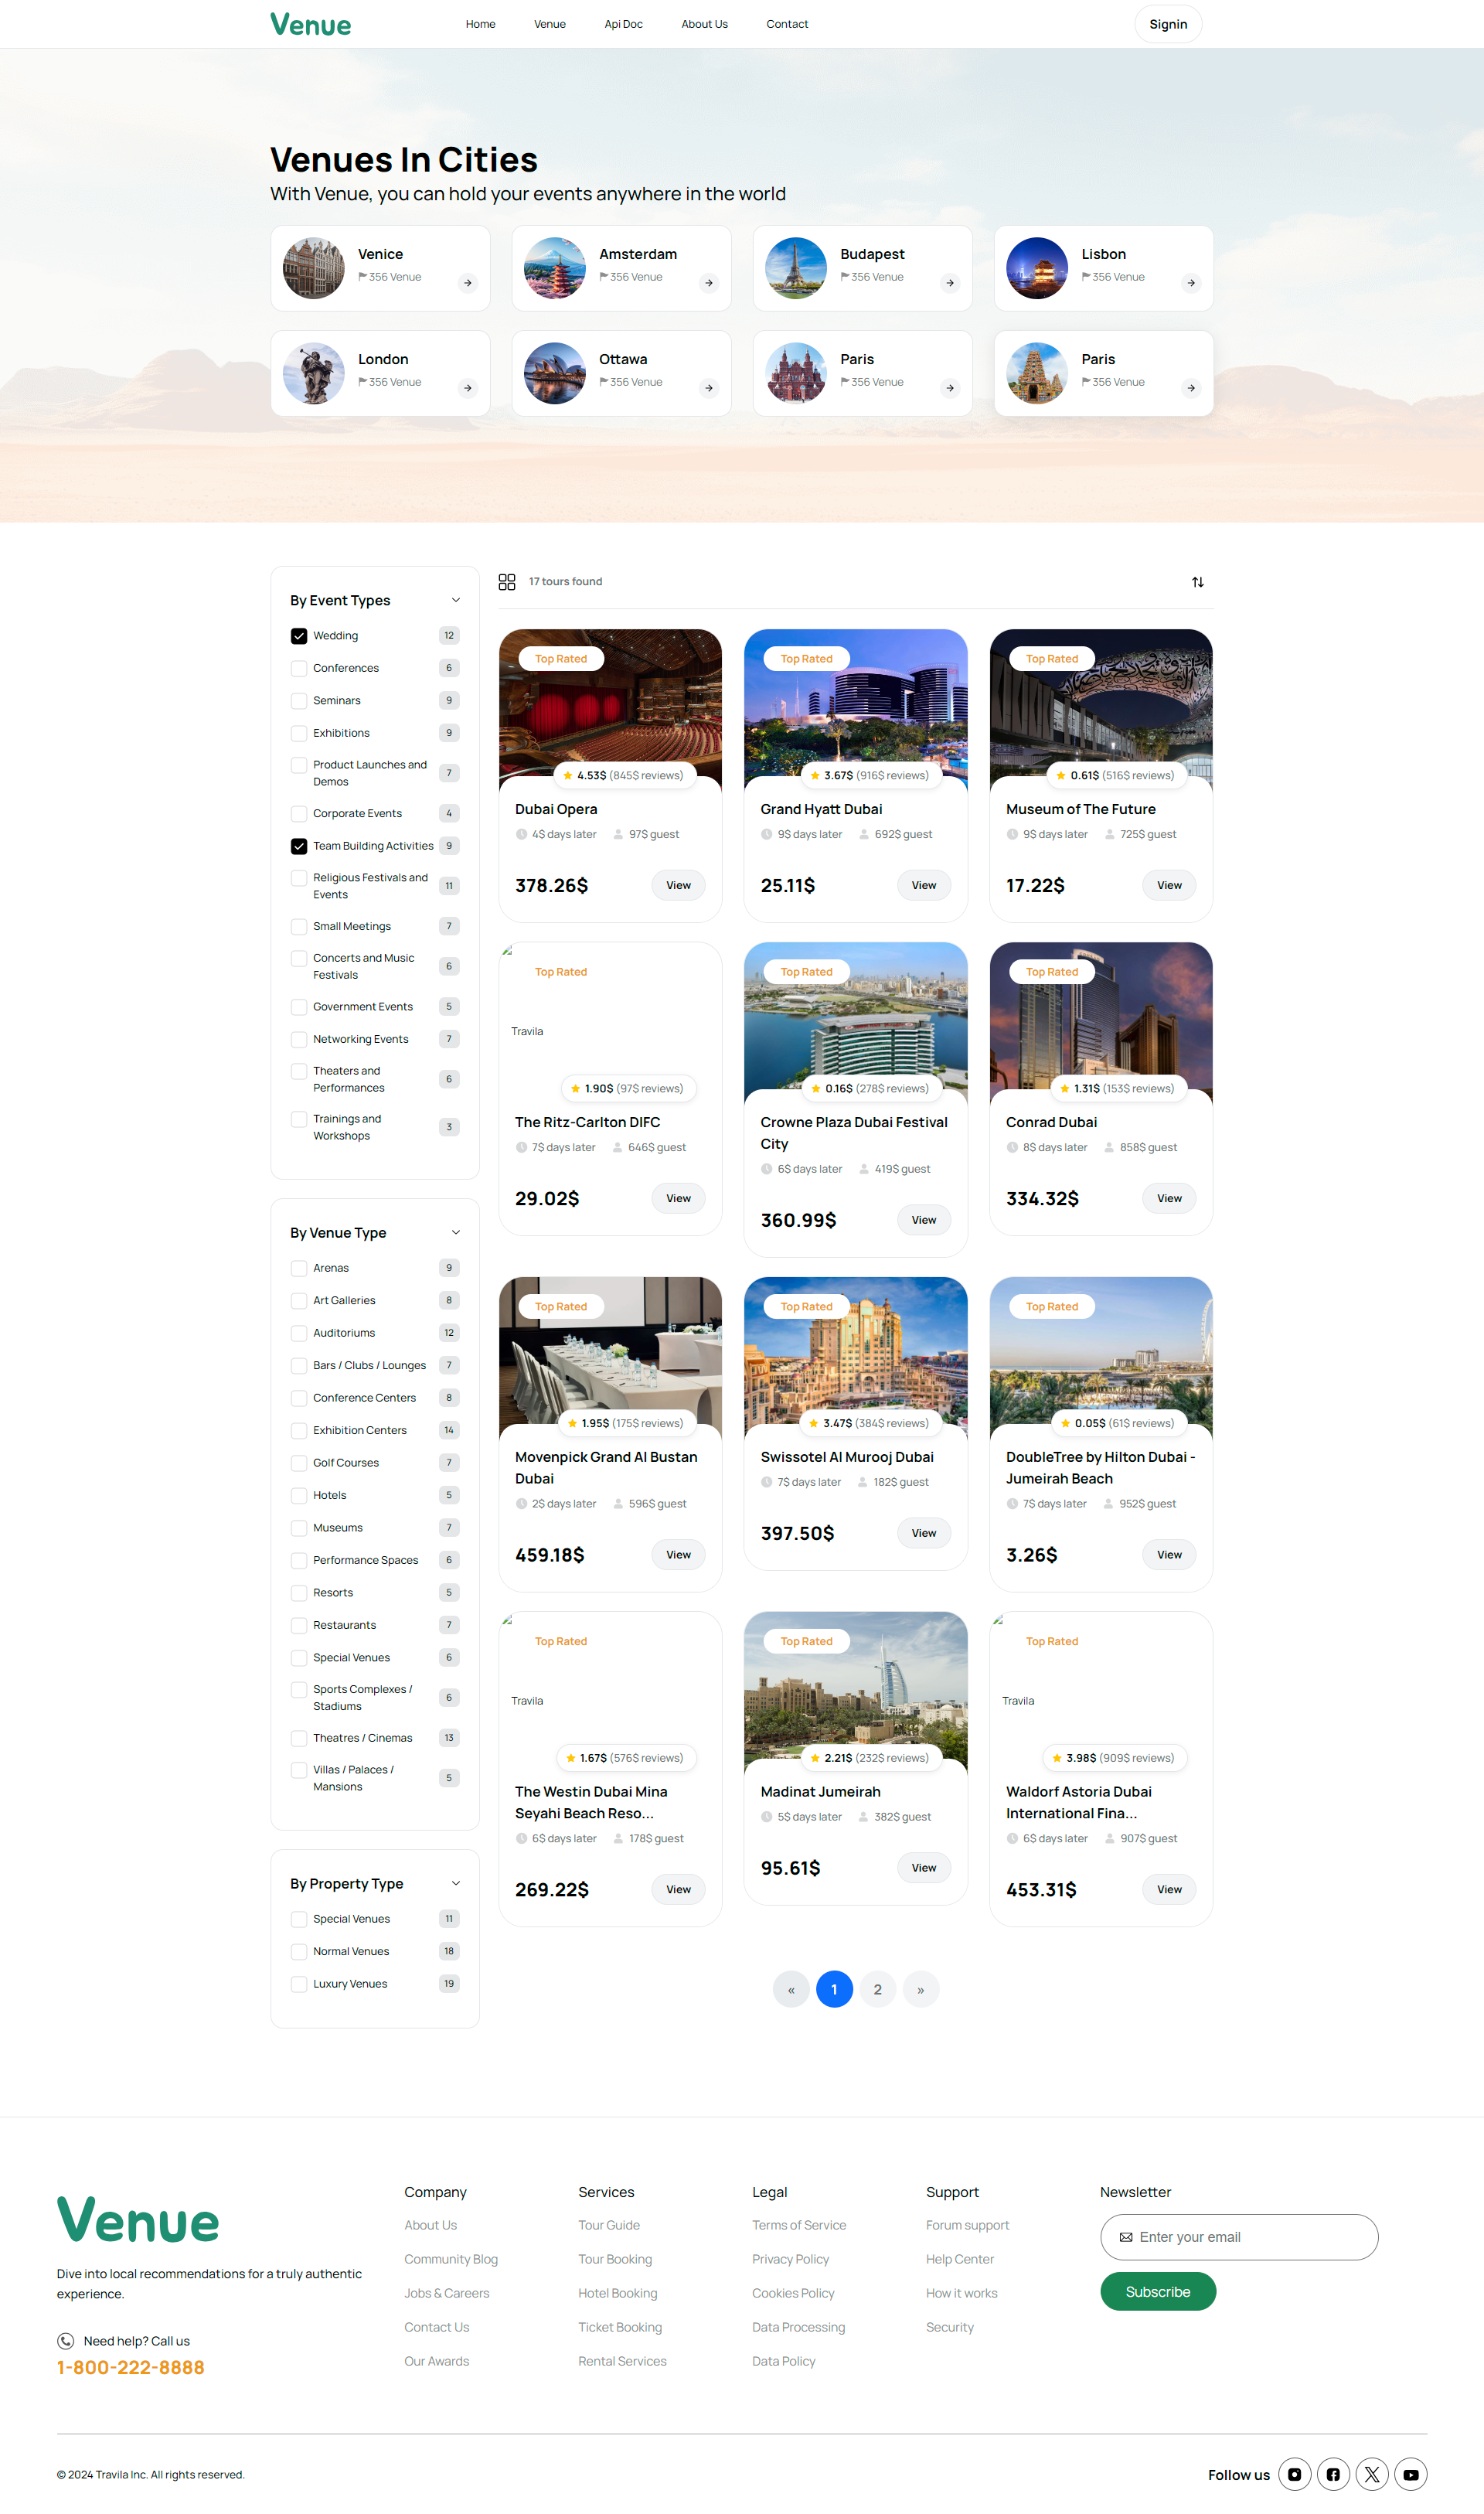 Venue
Home
Venue
Api Doc
About Us
Contact
Signin
Venues In Cities
With Venue, you can hold your events anywhere in the world
Venice
356 Venue
Amsterdam
356 Venue
Budapest
356 Venue
Lisbon
356 Venue
London
356 Venue
Ottawa
356 Venue
Paris
356 Venue
Paris
356 Venue
By Event Types
Wedding 12
Conferences 6
Seminars 9
Exhibitions 9
Product Launches and
Demos
7
Corporate Events 4
Team Building Activities 9
Religious Festivals and
Events
11
Small Meetings 7
Concerts and Music
Festivals
6
Government Events 5
Networking Events 7
Theaters and
Performances
6
Trainings and
Workshops
3
By Venue Type
Arenas 9
Art Galleries 8
Auditoriums 12
Bars / Clubs / Lounges 7
Conference Centers 8
Exhibition Centers 14
Golf Courses 7
Hotels 5
Museums 7
Performance Spaces 6
Resorts 5
Restaurants 7
Special Venues 6
Sports Complexes /
Stadiums
6
Theatres / Cinemas 13
Villas / Palaces /
Mansions
5
By Property Type
Special Venues 11
Normal Venues 18
Luxury Venues 19
17 tours found
Top Rated
4.53$ (845$ reviews)
Dubai Opera
4$ days later 97$ guest
378.26$ View
Top Rated
3.67$ (916$ reviews)
Grand Hyatt Dubai
9$ days later 692$ guest
25.11$ View
Top Rated
0.61$ (516$ reviews)
Museum of The Future
9$ days later 725$ guest
17.22$ View
Top Rated
Travila
1.90$ (97$ reviews)
The Ritz-Carlton DIFC
7$ days later 646$ guest
29.02$ View
Top Rated
0.16$ (278$ reviews)
Crowne Plaza Dubai Festival
City
6$ days later 419$ guest
360.99$ View
Top Rated
1.31$ (153$ reviews)
Conrad Dubai
8$ days later 858$ guest
334.32$ View
Top Rated
1.95$ (175$ reviews)
Movenpick Grand Al Bustan
Dubai
2$ days later 596$ guest
459.18$ View
Top Rated
3.47$ (384$ reviews)
Swissotel Al Murooj Dubai
7$ days later 182$ guest
397.50$ View
Top Rated
0.05$ (61$ reviews)
DoubleTree by Hilton Dubai -
Jumeirah Beach
7$ days later 952$ guest
3.26$ View
Top Rated
Travila
1.67$ (576$ reviews)
The Westin Dubai Mina
Seyahi Beach Reso...
6$ days later 178$ guest
269.22$ View
Top Rated
2.21$ (232$ reviews)
Madinat Jumeirah
5$ days later 382$ guest
95.61$ View
Top Rated
Travila
3.98$ (909$ reviews)
Waldorf Astoria Dubai
International Fina...
6$ days later 907$ guest
453.31$ View
« 1 2 »
Venue
Dive into local recommendations for a truly authentic
experience.
Need help? Call us
1-800-222-8888
Company
About Us
Community Blog
Jobs & Careers
Contact Us
Our Awards
Services
Tour Guide
Tour Booking
Hotel Booking
Ticket Booking
Rental Services
Legal
Terms of Service
Privacy Policy
Cookies Policy
Data Processing
Data Policy
Support
Forum support
Help Center
How it works
Security
Newsletter
Enter your email
Subscribe
© 2024 Travila Inc. All rights reserved.
Follow us